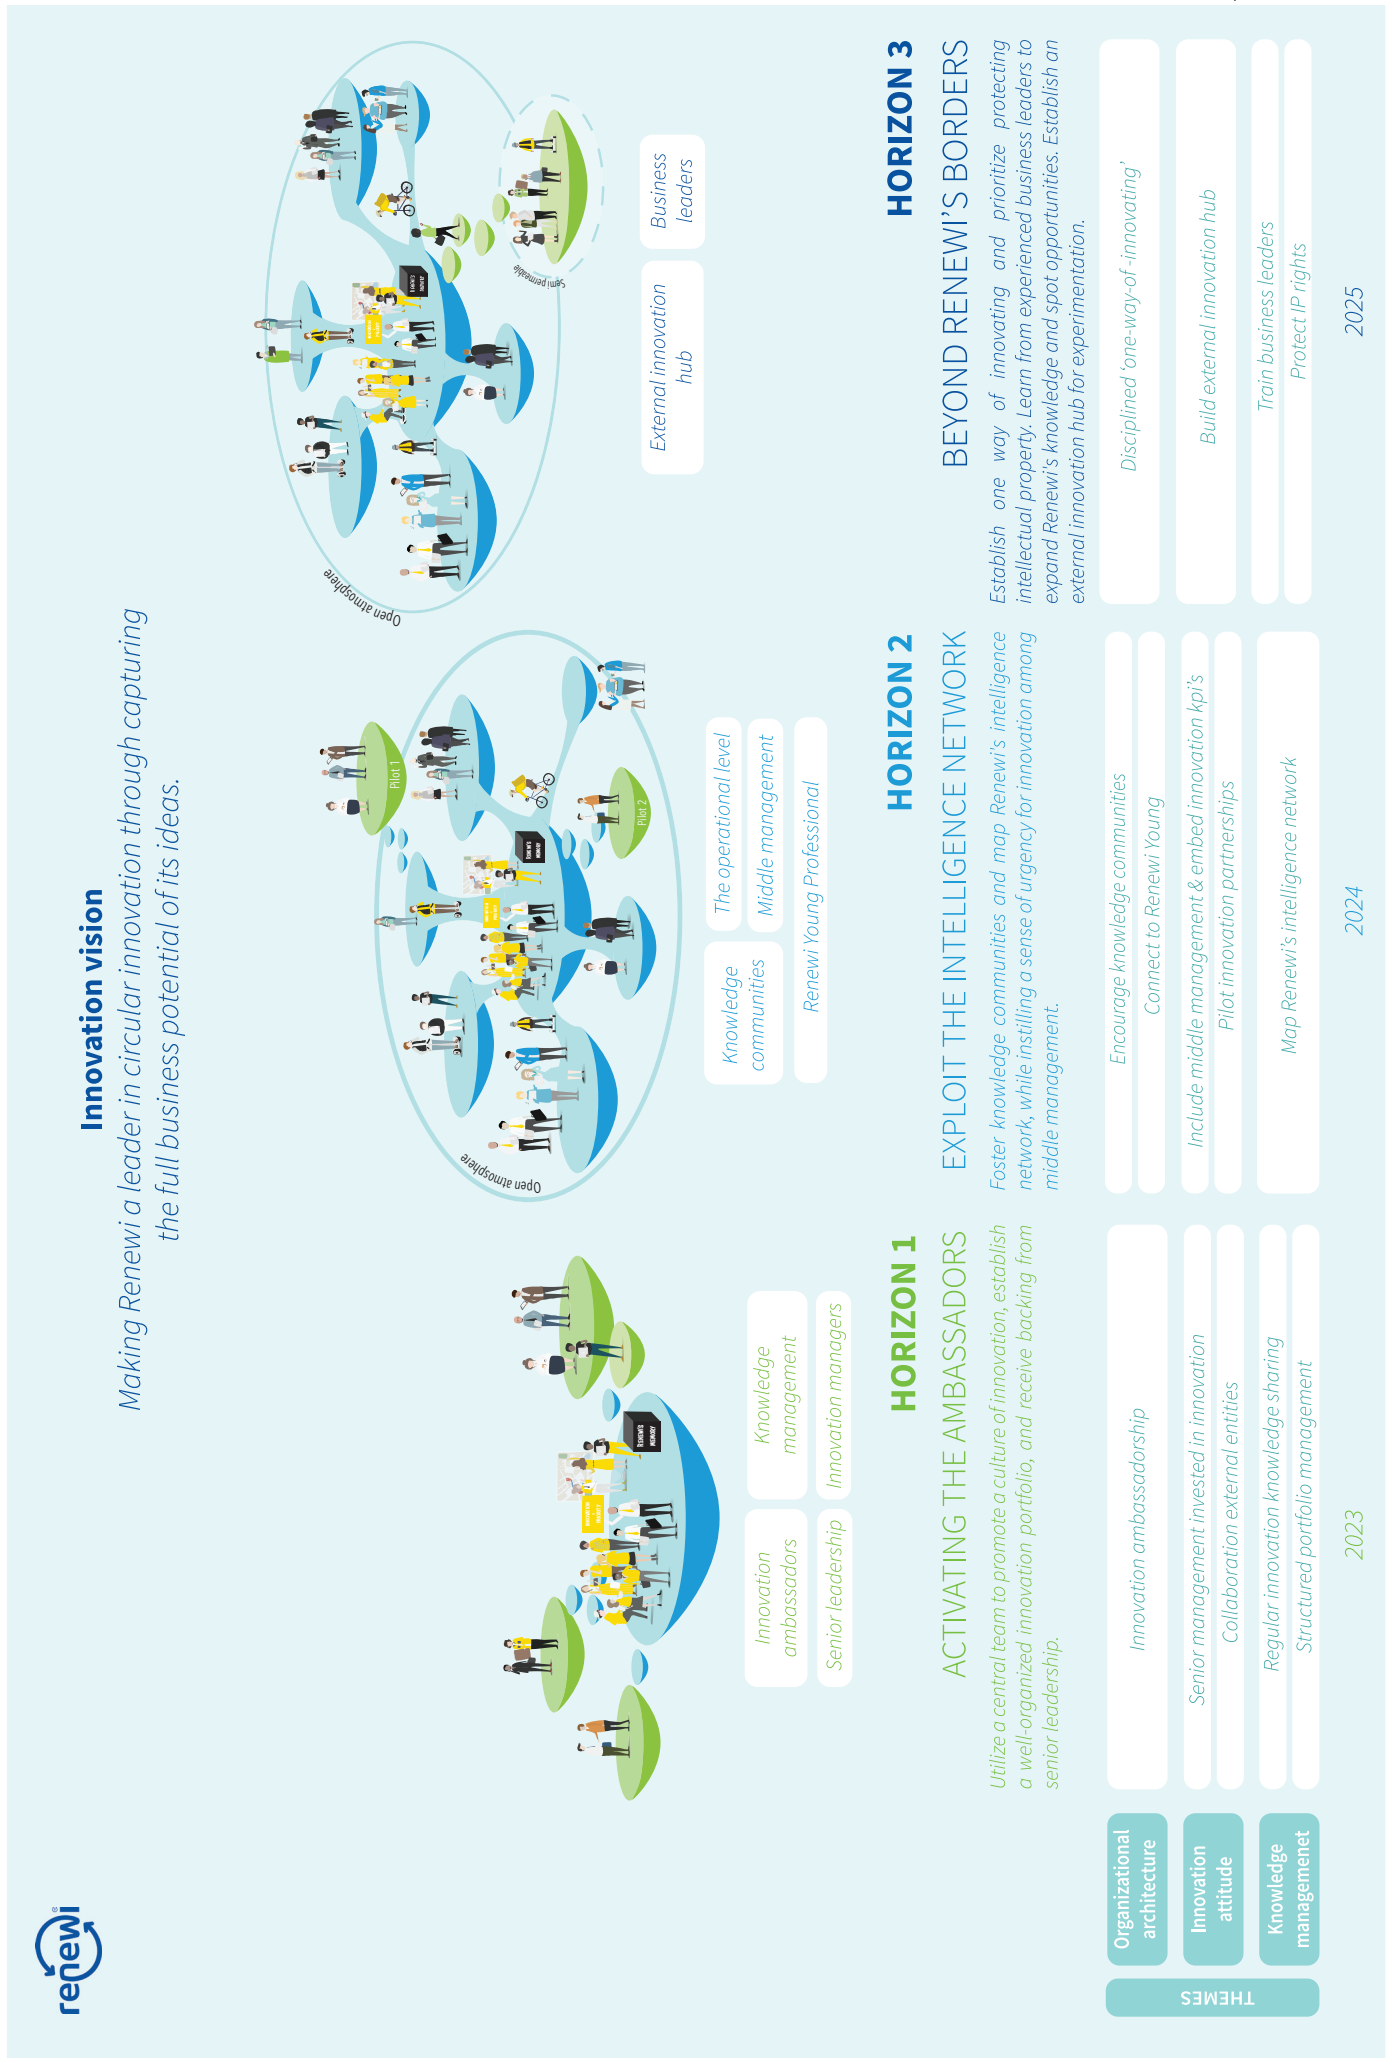 renewi®
Innovation vision
Making Renewi a leader in circular innovation through capturing
the full business potential of its ideas.
RENEWI'S
MEMORY
Innovation
ambassadors
Knowledge
management
Senior leadership
Innovation managers
HORIZON 1
ACTIVATING THE AMBASSADORS
Utilize a central team to promote a culture of innovation, establish
a well-organized innovation portfolio, and receive backing from
senior leadership.
Open atmosphere
Pilot 1
Pilot 2
RENEWI'S
MEMORY
Knowledge
communities
The operational level
Middle management
Renewi Young Professional
HORIZON 2
EXPLOIT THE INTELLIGENCE NETWORK
Foster knowledge communities and map Renewi's intelligence
network, while instilling a sense of urgency for innovation among
middle management.
Open atmosphere
Semi permeable
RENEWI'S
MEMORY
External innovation
hub
Business
leaders
HORIZON 3
BEYOND RENEWI'S BORDERS
Establish one way of innovating and prioritize protecting
intellectual property. Learn from experienced business leaders to
expand Renewi's knowledge and spot opportunities. Establish an
external innovation hub for experimentation.
THEMES
Organizational
architecture
Innovation ambassadorship
Encourage knowledge communities
Connect to Renewi Young
Disciplined ‘one-way-of -innovating’
Innovation
attitude
Senior management invested in innovation
Collaboration external entities
Include middle management & embed innovation kpi's
Pilot innovation partnerships
Build external innovation hub
Knowledge
managemenet
Regular innovation knowledge sharing
Structured portfolio management
Map Renewi's intelligence network
Train business leaders
Protect IP rights
2023
2024
2025